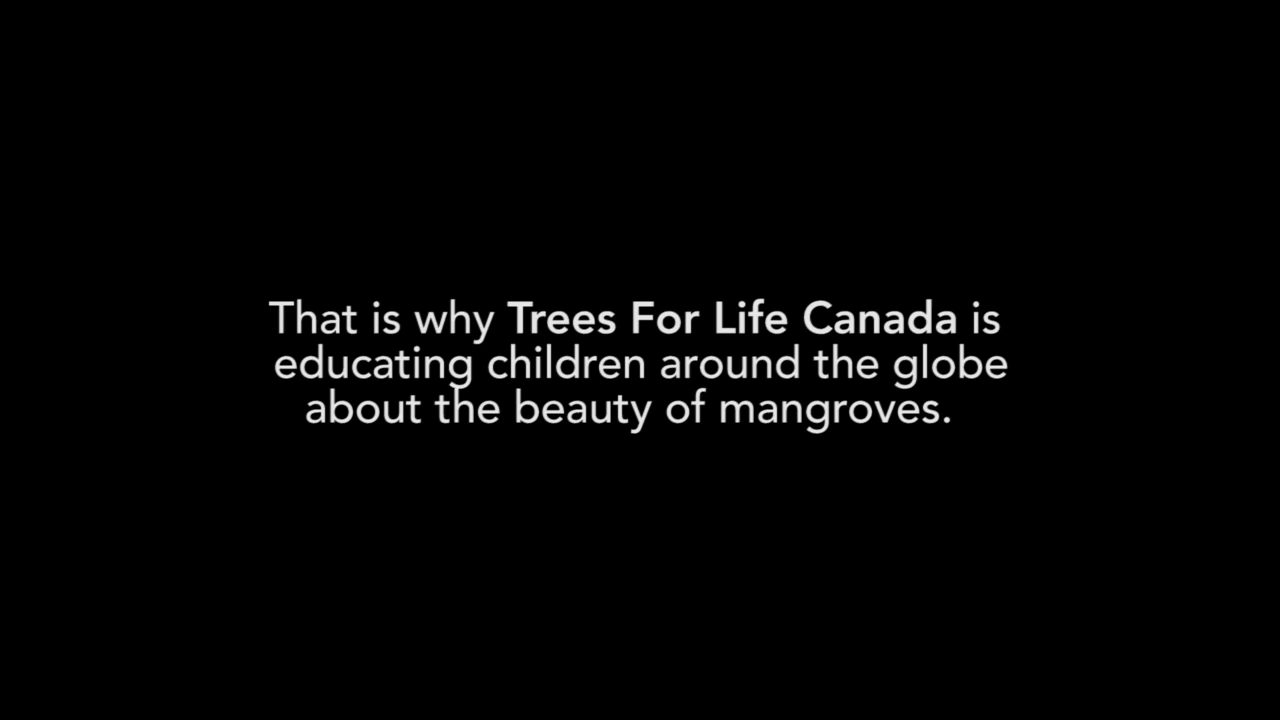 That is why Trees For Life Canada is
educating children around the globe
about the beauty of mangroves.